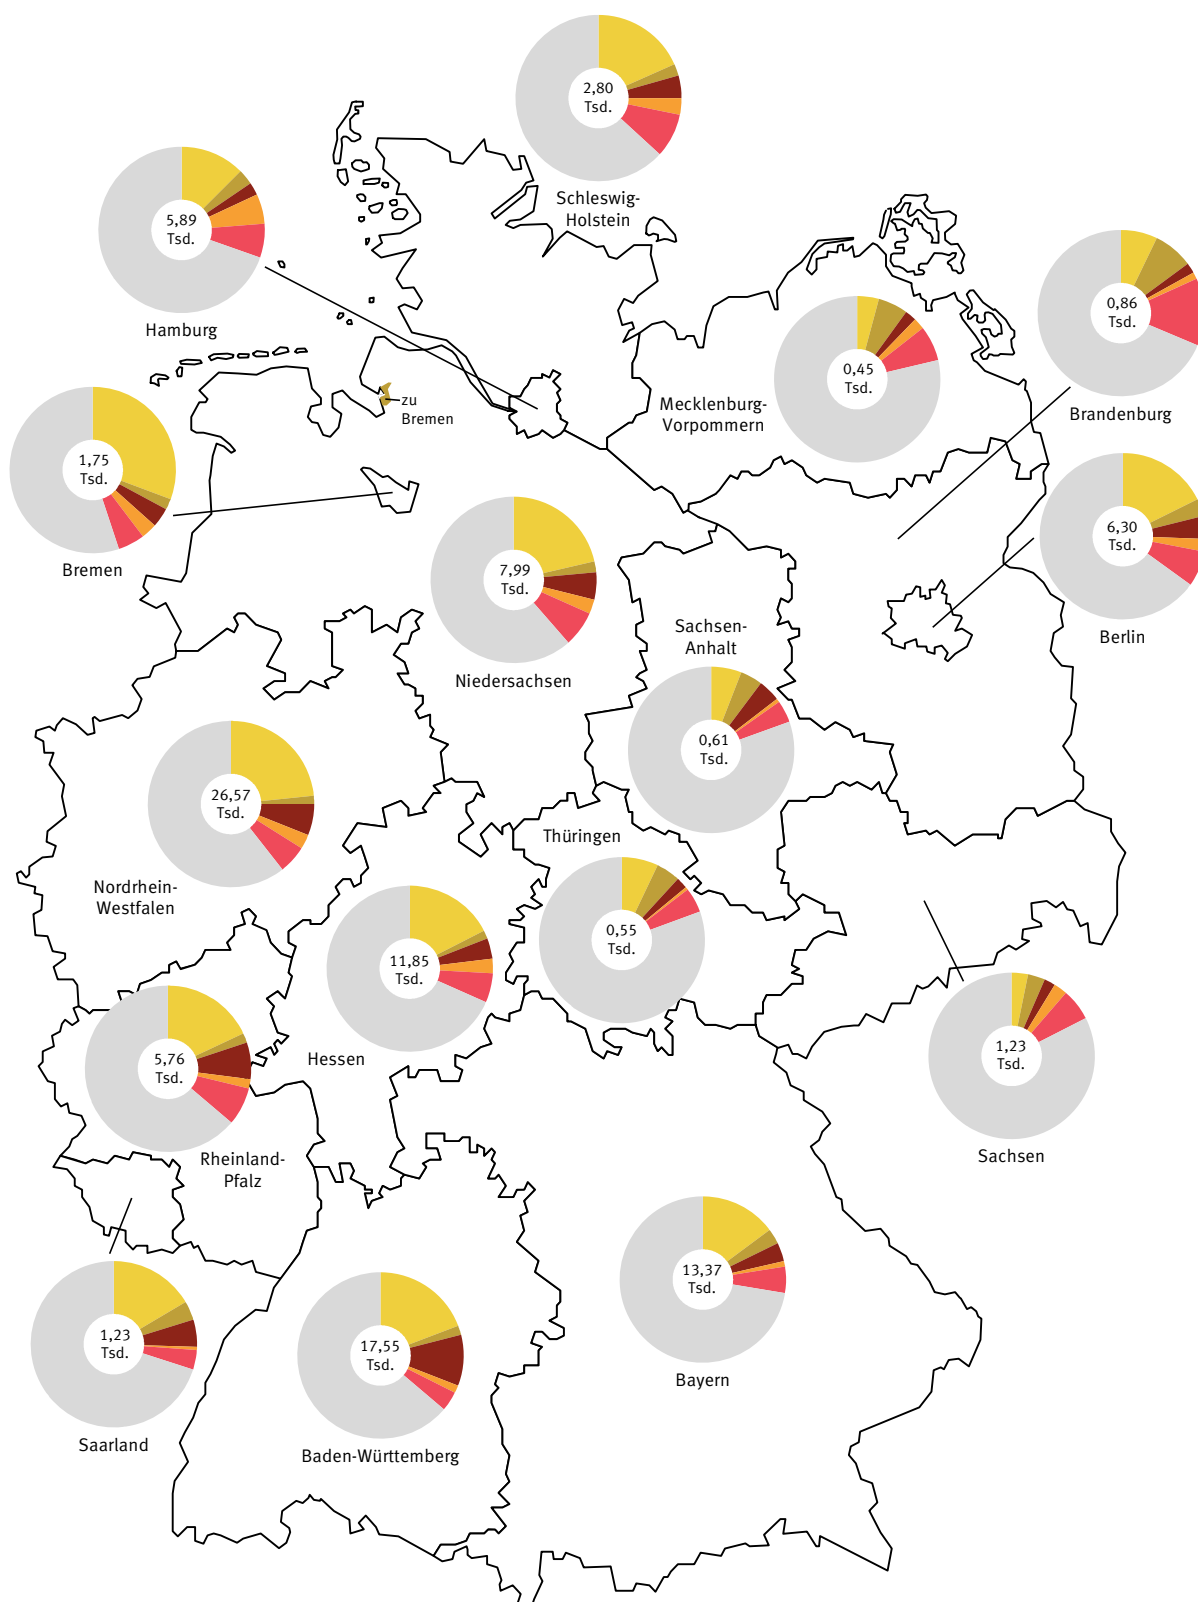 2,80
Tsd.
Schleswig-
Holstein
5,89
Tsd.
Hamburg
0,86
Tsd.
Brandenburg
0,45
Tsd.
Mecklenburg-
Vorpommern
zu
Bremen
1,75
Tsd.
Bremen
6,30
Tsd.
Berlin
7,99
Tsd.
Niedersachsen
Sachsen-
Anhalt
0,61
Tsd.
26,57
Tsd.
Nordrhein-
Westfalen
Thüringen
0,55
Tsd.
11,85
Tsd.
Hessen
5,76
Tsd.
Rheinland-
Pfalz
1,23
Tsd.
Sachsen
13,37
Tsd.
Bayern
1,23
Tsd.
Saarland
17,55
Tsd.
Baden-Württemberg